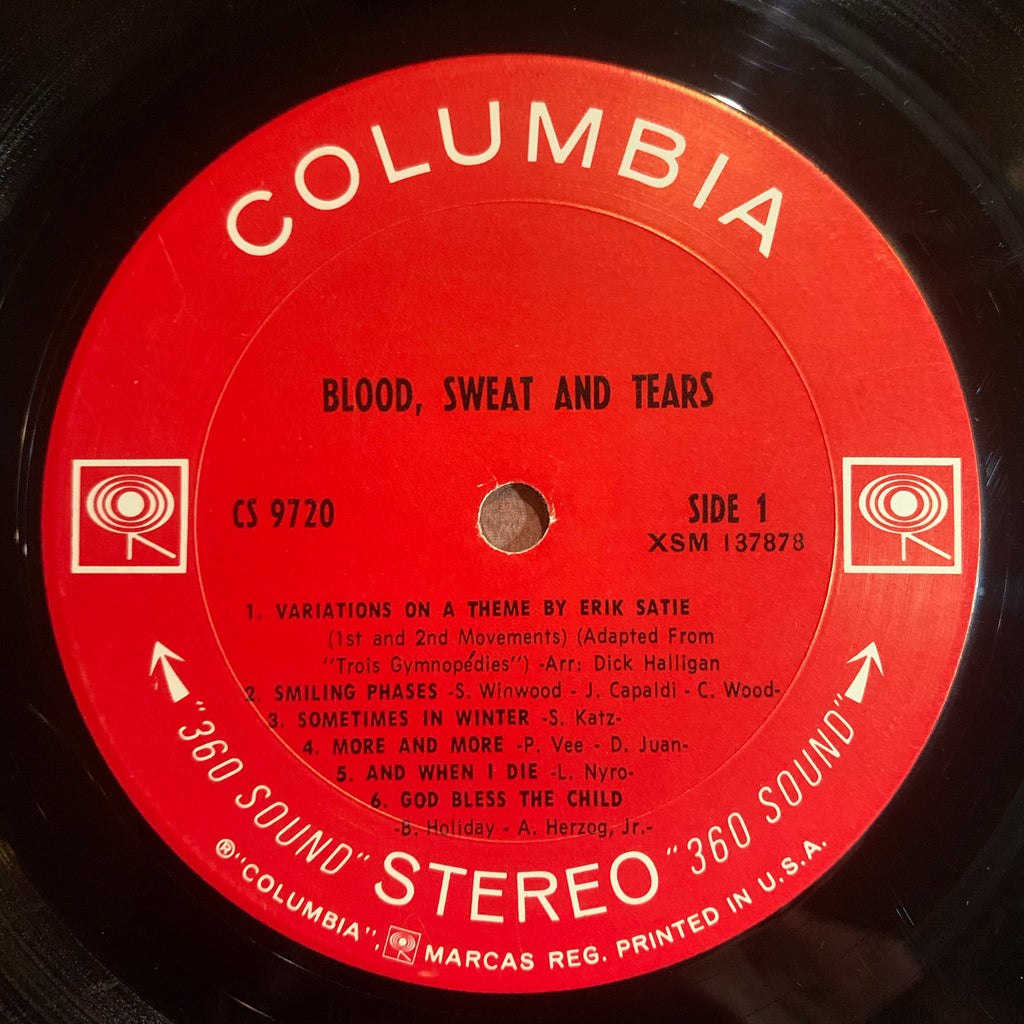 COLUMBIA
BLOOD, SWEAT AND TEARS
CS 9720
SIDE 1
XSM 137878
1. VARIATIONS ON A THEME BY ERIK SATIE
(1st and 2nd Movements) (Adapted From
"Trois Gymnopédies") -Arr: Dick Halligan
2. SMILING PHASES -S. Winwood - J. Capaldi - C. Wood-
3. SOMETIMES IN WINTER -S. Katz-
4. MORE AND MORE -P. Vee - D. Juan-
5. AND WHEN I DIE -L. Nyro-
6. GOD BLESS THE CHILD
-B. Holiday - A. Herzog, Jr.-
"360 SOUND" STEREO "360 SOUND"
®"COLUMBIA", MARCAS REG. PRINTED IN U.S.A.